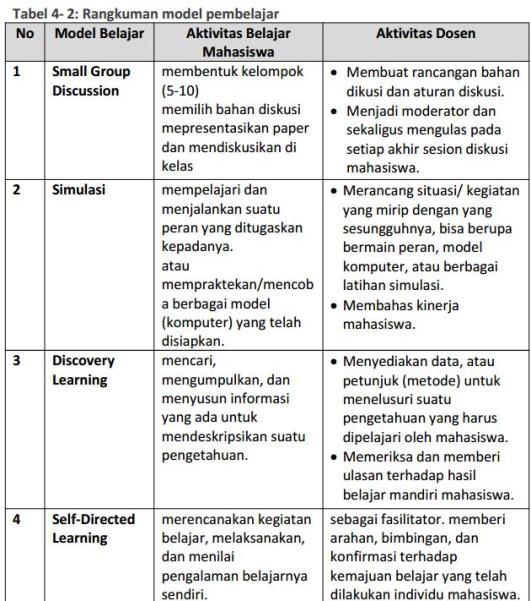 Tabel 4- 2: Rangkuman model pembelajar
No Model Belajar Aktivitas Belajar Mahasiswa Aktivitas Dosen
1 Small Group Discussion
membentuk kelompok
(5-10)
memilih bahan diskusi
mepresentasikan paper
dan mendiskusikan di
kelas
• Membuat rancangan bahan
dikusi dan aturan diskusi.
• Menjadi moderator dan
sekaligus mengulas pada
setiap akhir sesion diskusi
mahasiswa.
2 Simulasi
mempelajari dan
menjalankan suatu
peran yang ditugaskan
kepadanya.
atau
mempraktekan/mencob
a berbagai model
(komputer) yang telah
disiapkan.
• Merancang situasi/ kegiatan
yang mirip dengan yang
sesungguhnya, bisa berupa
bermain peran, model
komputer, atau berbagai
latihan simulasi.
• Membahas kinerja
mahasiswa.
3 Discovery Learning
mencari,
mengumpulkan, dan
menyusun informasi
yang ada untuk
mendeskripsikan suatu
pengetahuan.
• Menyediakan data, atau
petunjuk (metode) untuk
menelusuri suatu
pengetahuan yang harus
dipelajari oleh mahasiswa.
• Memeriksa dan memberi
ulasan terhadap hasil
belajar mandiri mahasiswa.
4 Self-Directed Learning
merencanakan kegiatan
belajar, melaksanakan,
dan menilai
pengalaman belajarnya
sendiri.
sebagai fasilitator. memberi
arahan, bimbingan, dan
konfirmasi terhadap
kemajuan belajar yang telah
dilakukan individu mahasiswa.